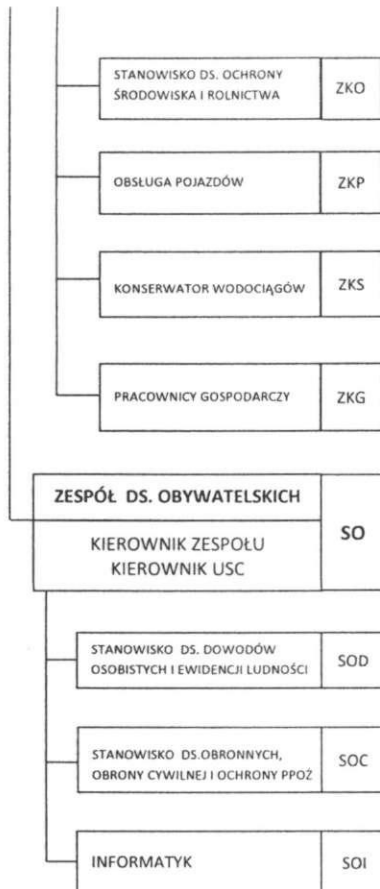 STANOWISKO DS. OCHRONY
ŚRODOWISKA I ROLNICTWA
ZKO
OBSŁUGA POJAZDÓW
ZKP
KONSERWATOR WODOCIĄGÓW
ZKS
PRACOWNICY GOSPODARCZY
ZKG
ZESPÓŁ DS. OBYWATELSKICH
KIEROWNIK ZESPOŁU
KIEROWNIK USC
SO
STANOWISKO DS. DOWODÓW
OSOBISTYCH I EWIDENCJI LUDNOŚCI
SOD
STANOWISKO DS.OBRONNYCH,
OBRONY CYWILNEJ I OCHRONY PPOŻ
SOC
INFORMATYK
SOI